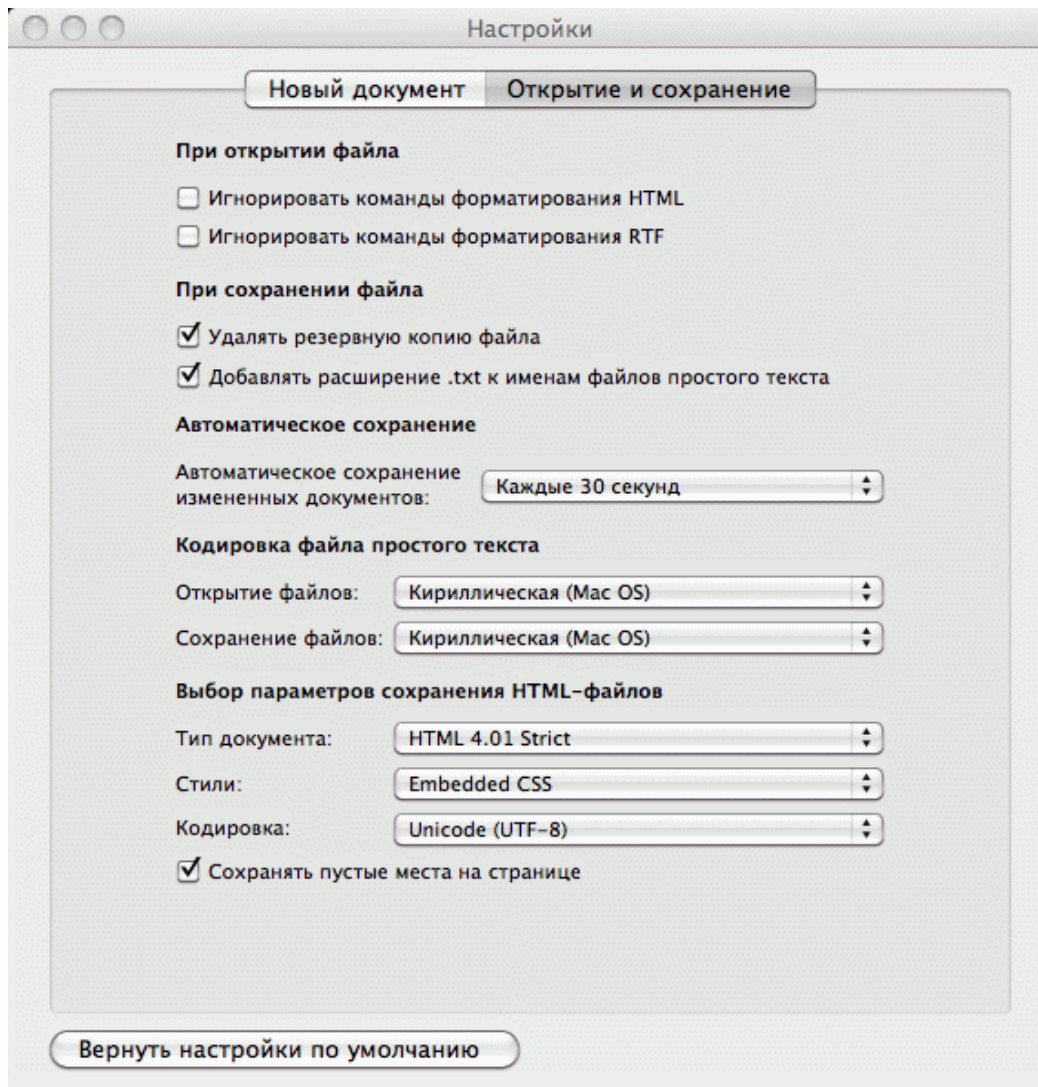 Настройки
Новый документ Открытие и сохранение
При открытии файла
Игнорировать команды форматирования HTML
Игнорировать команды форматирования RTF
При сохранении файла
Удалять резервную копию файла
Добавлять расширение .txt к именам файлов простого текста
Автоматическое сохранение
Автоматическое сохранение
измененных документов: Каждые 30 секунд
Кодировка файла простого текста
Открытие файлов: Кириллическая (Mac OS)
Сохранение файлов: Кириллическая (Mac OS)
Выбор параметров сохранения HTML-файлов
Тип документа: HTML 4.01 Strict
Стили: Embedded CSS
Кодировка: Unicode (UTF-8)
Сохранять пустые места на странице
Вернуть настройки по умолчанию